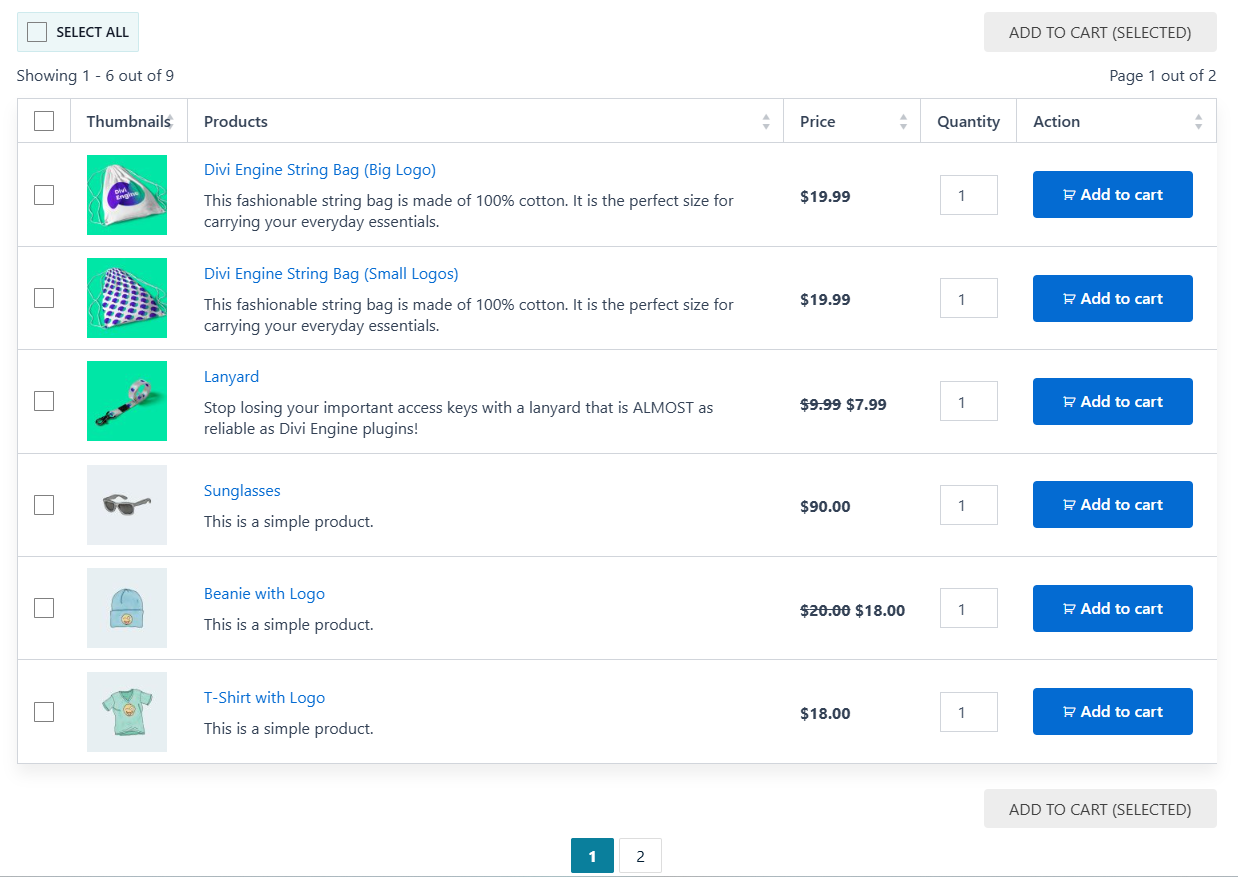 SELECT ALL
ADD TO CART (SELECTED)
Showing 1 - 6 out of 9
Page 1 out of 2
Thumbnails Products Price Quantity Action
Divi Engine
Divi Engine String Bag (Big Logo)
This fashionable string bag is made of 100% cotton. It is the perfect size for
carrying your everyday essentials.
$19.99 1 Add to cart
Divi Engine String Bag (Small Logos)
This fashionable string bag is made of 100% cotton. It is the perfect size for
carrying your everyday essentials.
$19.99 1 Add to cart
Lanyard
Stop losing your important access keys with a lanyard that is ALMOST as
reliable as Divi Engine plugins!
$9.99 $7.99 1 Add to cart
Sunglasses
This is a simple product.
$90.00 1 Add to cart
Beanie with Logo
This is a simple product.
$20.00 $18.00 1 Add to cart
T-Shirt with Logo
This is a simple product.
$18.00 1 Add to cart
ADD TO CART (SELECTED)
1 2